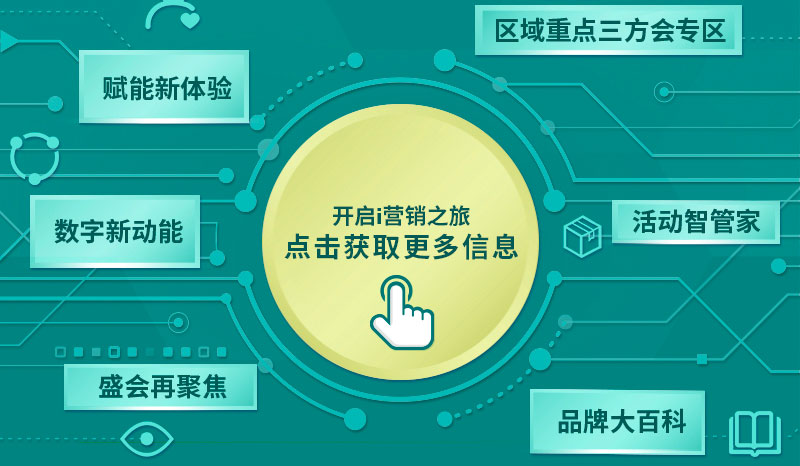 区域重点三方会专区
赋能新体验
开启i营销之旅
点击获取更多信息
数字新动能
活动智管家
盛会再聚焦
品牌大百科